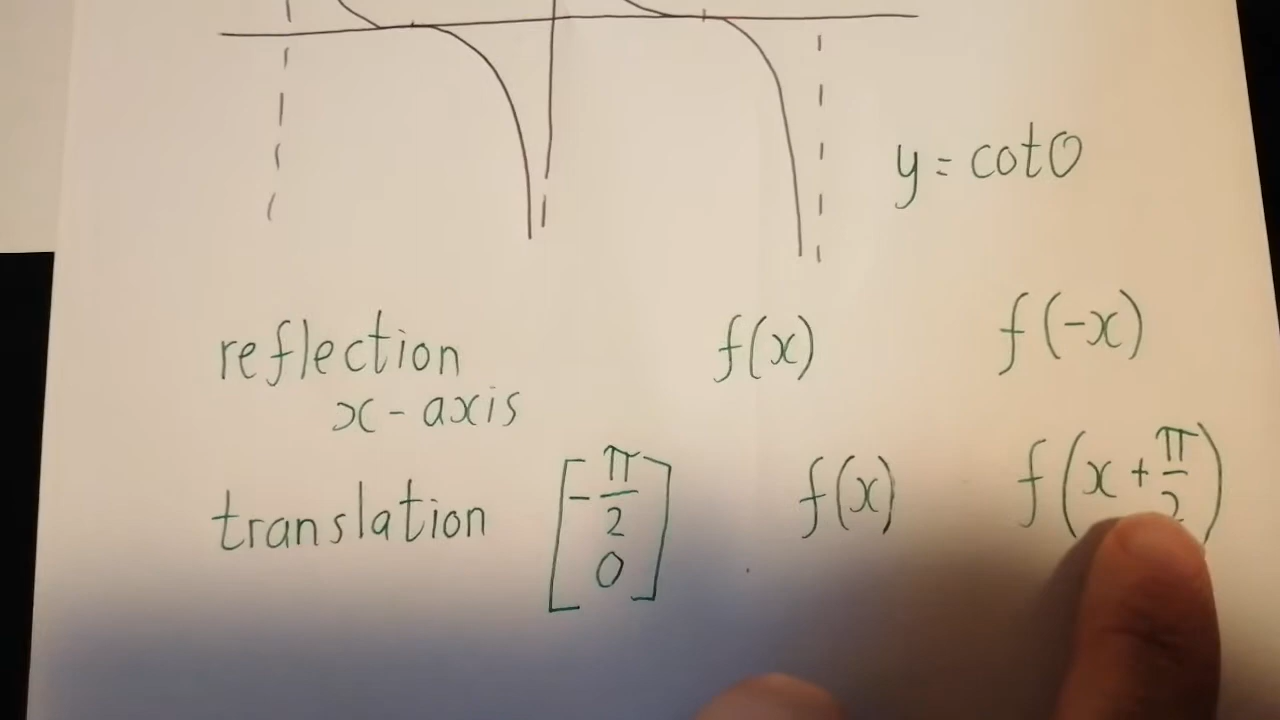 y = cotθ
reflection f(x) f(-x)
x - axis
translation [-π/2 0] f(x) f(x + π/2)